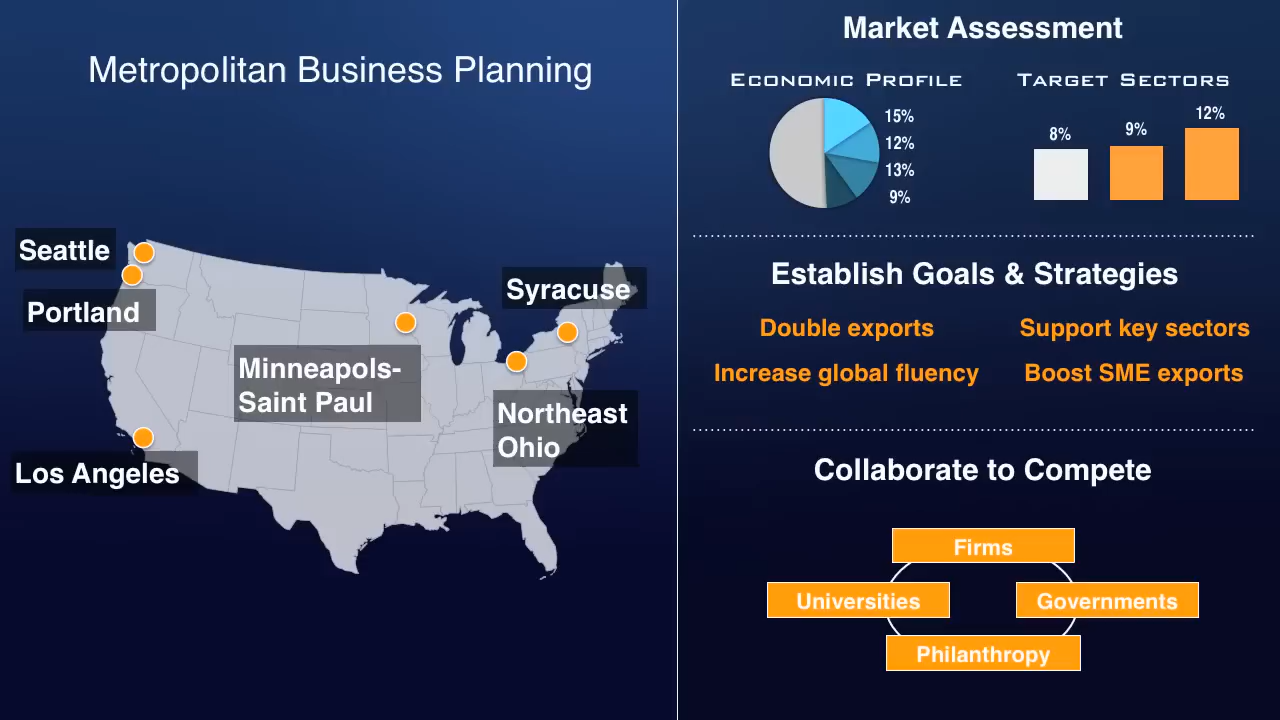 Metropolitan Business Planning
Seattle
Portland
Minneapols-
Saint Paul
Los Angeles
Syracuse
Northeast
Ohio
Market Assessment
Economic Profile
15%
12%
13%
9%
Target Sectors
8%
9%
12%
Establish Goals & Strategies
Double exports
Support key sectors
Increase global fluency
Boost SME exports
Collaborate to Compete
Firms
Universities
Governments
Philanthropy